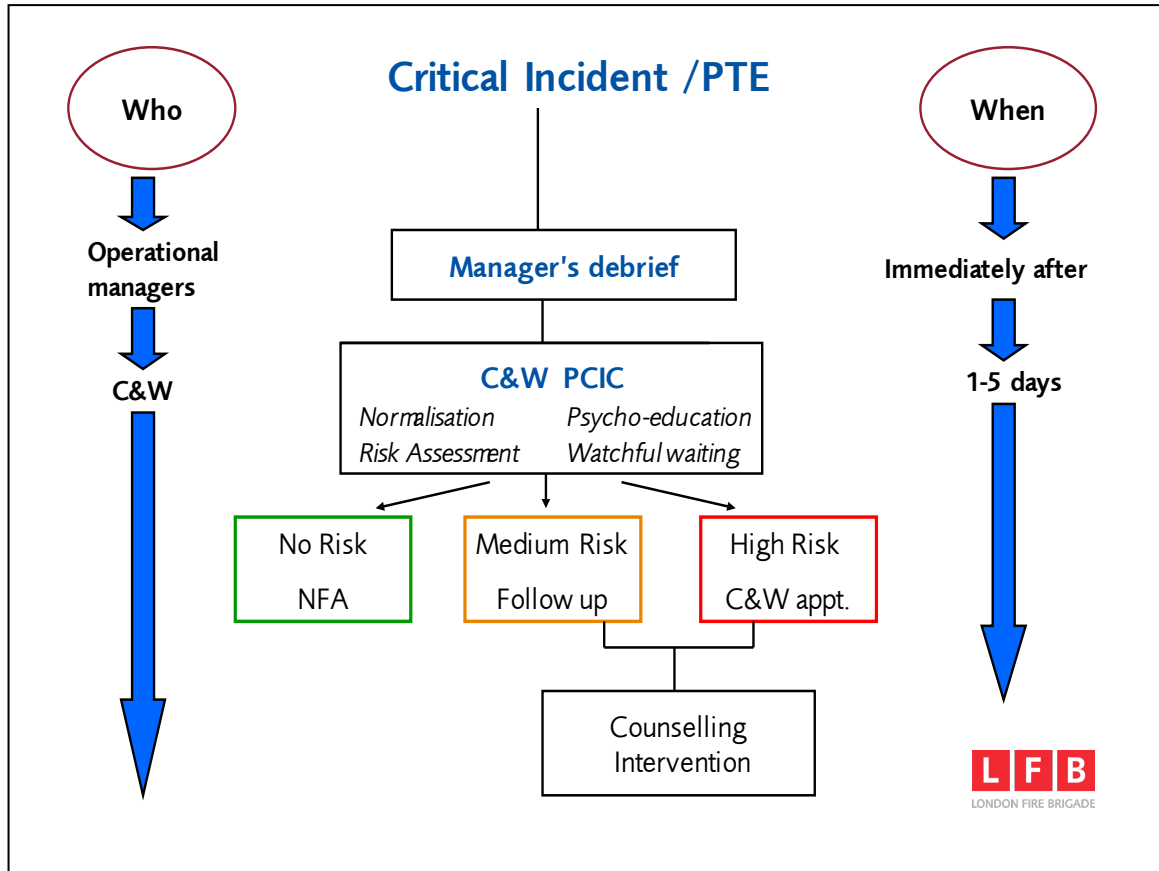 Who
Critical Incident /PTE
When
Operational
managers
Manager's debrief
Immediately after
C&W
C&W PCIC
Normalisation Psycho-education
Risk Assessment Watchful waiting
1-5 days
No Risk
NFA
Medium Risk
Follow up
High Risk
C&W appt.
Counselling
Intervention
LFB
LONDON FIRE BRIGADE